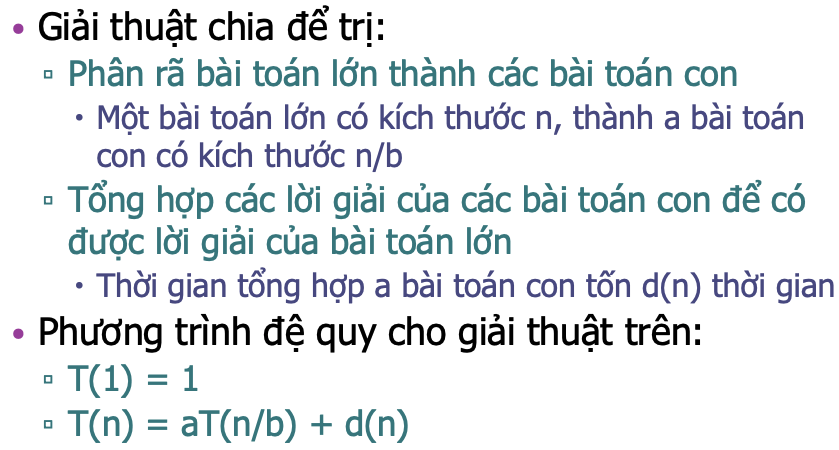 • Giải thuật chia để trị:
▫ Phân rã bài toán lớn thành các bài toán con
• Một bài toán lớn có kích thước n, thành a bài toán
con có kích thước n/b
▫ Tổng hợp các lời giải của các bài toán con để có
được lời giải của bài toán lớn
• Thời gian tổng hợp a bài toán con tốn d(n) thời gian
• Phương trình đệ quy cho giải thuật trên:
▫ T(1) = 1
▫ T(n) = aT(n/b) + d(n)